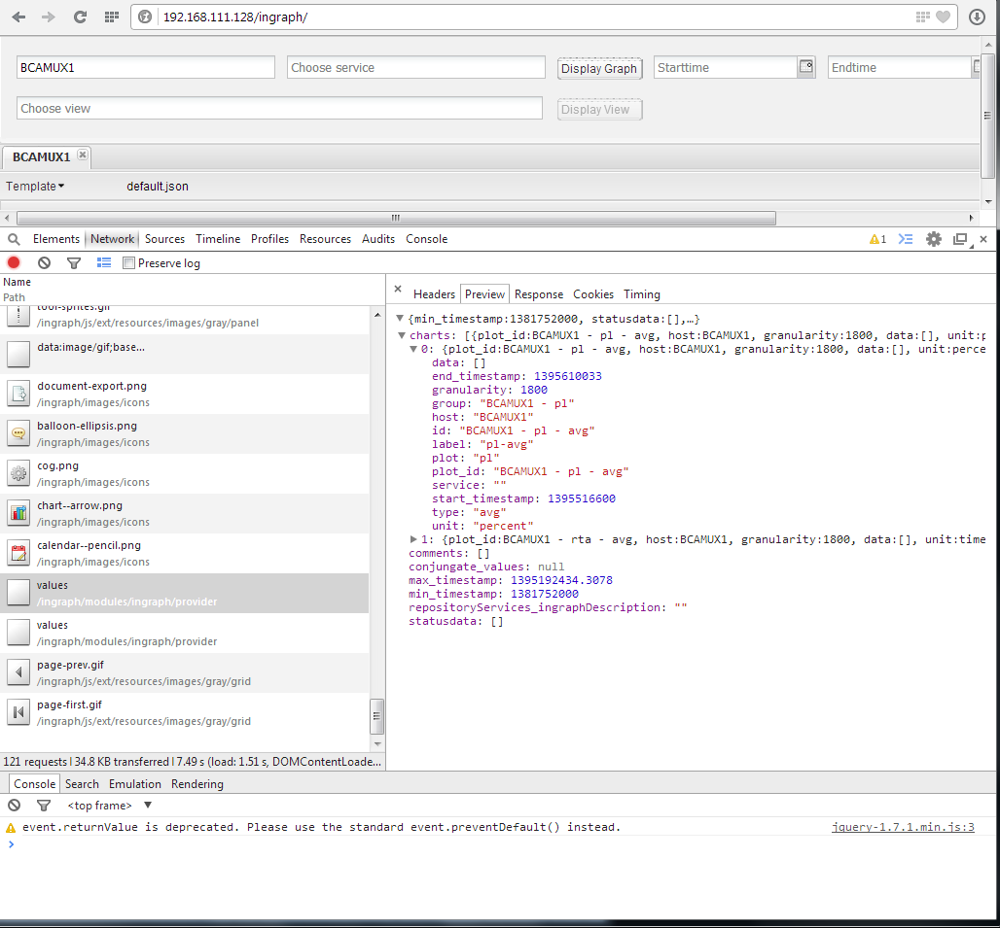 192.168.111.128/ingraph/
BCAMUX1 Choose service Display Graph Starttime Endtime
Choose view Display View
BCAMUX1
Template default.json
Elements Network Sources Timeline Profiles Resources Audits Console 1
Preserve log
Name
Path
Headers Preview Response Cookies Timing
tool-sprites.gif
/ingraph/js/ext/resources/images/gray/panel
data:image/gif;base...
document-export.png
/ingraph/images/icons
balloon-ellipsis.png
/ingraph/images/icons
cog.png
/ingraph/images/icons
chart--arrow.png
/ingraph/images/icons
calendar--pencil.png
/ingraph/images/icons
values
/ingraph/modules/ingraph/provider
values
/ingraph/modules/ingraph/provider
page-prev.gif
/ingraph/js/ext/resources/images/gray/grid
page-first.gif
/ingraph/js/ext/resources/images/gray/grid
121 requests | 34.8 KB transferred | 7.49 s (load: 1.51 s, DOMContentLoade...
{min_timestamp:1381752000, statusdata:[],…}
charts: [{plot_id:BCAMUX1 - pl - avg, host:BCAMUX1, granularity:1800, data:[], unit:p
0: {plot_id:BCAMUX1 - pl - avg, host:BCAMUX1, granularity:1800, data:[], unit:perce
data: []
end_timestamp: 1395610033
granularity: 1800
group: "BCAMUX1 - pl"
host: "BCAMUX1"
id: "BCAMUX1 - pl - avg"
label: "pl-avg"
plot: "pl"
plot_id: "BCAMUX1 - pl - avg"
service: ""
start_timestamp: 1395516600
type: "avg"
unit: "percent"
1: {plot_id:BCAMUX1 - rta - avg, host:BCAMUX1, granularity:1800, data:[], unit:time
comments: []
conjungate_values: null
max_timestamp: 1395192434.3078
min_timestamp: 1381752000
repositoryServices_ingraphDescription: ""
statusdata: []
Console Search Emulation Rendering
<top frame>
event.returnValue is deprecated. Please use the standard event.preventDefault() instead. jquery-1.7.1.min.js:3